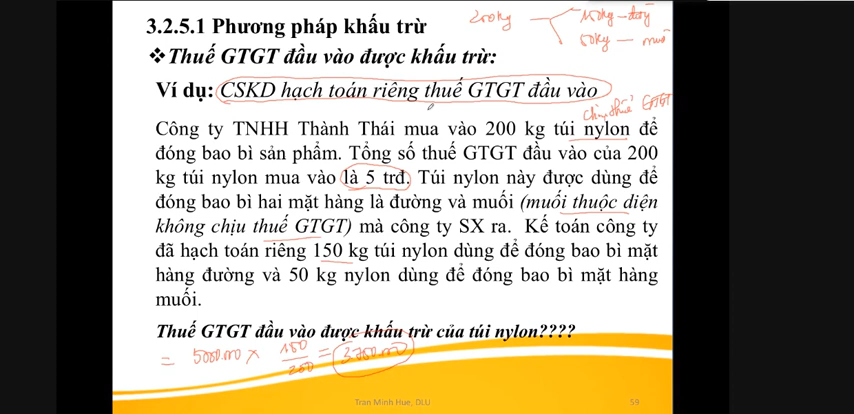 3.2.5.1 Phương pháp khấu trừ
200kg
150kg - đường
50kg - muối
❖Thuế GTGT đầu vào được khấu trừ:
Ví dụ: CSKD hạch toán riêng thuế GTGT đầu vào
chịu thuế GTGT
Công ty TNHH Thành Thái mua vào 200 kg túi nylon để
đóng bao bì sản phẩm. Tổng số thuế GTGT đầu vào của 200
kg túi nylon mua vào là 5 trđ. Túi nylon này được dùng để
đóng bao bì hai mặt hàng là đường và muối (muối thuộc diện
không chịu thuế GTGT) mà công ty SX ra. Kế toán công ty
đã hạch toán riêng 150 kg túi nylon dùng để đóng bao bì mặt
hàng đường và 50 kg nylon dùng để đóng bao bì mặt hàng
muối.
Thuế GTGT đầu vào được khấu trừ của túi nylon????
= 5000.000 × 150/200 = 3.750.000
Tran Minh Hue, DLU
59